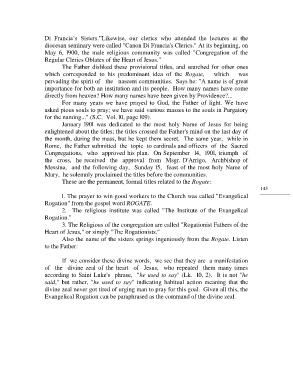 Di Francia's Sisters."Likewise, our clerics who attended the lectures at the
diocesan seminary were called "Canon Di Francia's Clerics." At its beginning, on
May 6, 1900, the male religious community was called "Congregation of the
Regular Clerics Oblates of the Heart of Jesus."
The Father disliked these provisional titles, and searched for other ones
which corresponded to his predominant idea of the Rogate, which was
pervading the spirit of the nascent communities. Says he: "A name is of great
importance for both an institution and its people. How many names have come
directly from heaven? How many names have been given by Providence?...
For many years we have prayed to God, the Father of light. We have
asked pious souls to pray; we have said various masses to the souls in Purgatory
for the naming..." (S.C. Vol. 10, page 109).
January 1901 was dedicated to the most holy Name of Jesus for being
enlightened about the titles; the titles crossed the Father's mind on the last day of
the month, during the mass, but he kept them secret. The same year, while in
Rome, the Father submitted the topic to cardinals and officers of the Sacred
Congregations, who approved his plan. On September 14, 1901, triumph of
the cross, he received the approval from Msgr. D'Arrigo, Archbishop of
Messina, and the following day, Sunday 15, feast of the most holy Name of
Mary, he solemnly proclaimed the titles before the communities.
These are the permanent, formal titles related to the Rogate:
143
1. The prayer to win good workers to the Church was called "Evangelical
Rogation" from the gospel word ROGATE.
2. The religious institute was called "The Institute of the Evangelical
Rogation."
3. The Religious of the congregation are called "Rogationist Fathers of the
Heart of Jesus," or simply "The Rogationists."
Also the name of the sisters springs ingeniously from the Rogate. Listen
to the Father:
If we consider these divine words, we see that they are a manifestation
of the divine zeal of the heart of Jesus, who repeated them many times
according to Saint Luke's phrase, "he used to say" (Lk. 10, 2). It is not "he
said," but rather, "he used to say" indicating habitual action meaning that the
divine zeal never got tired of urging man to pray for this goal. Given all this, the
Evangelical Rogation can be paraphrased as the command of the divine zeal.